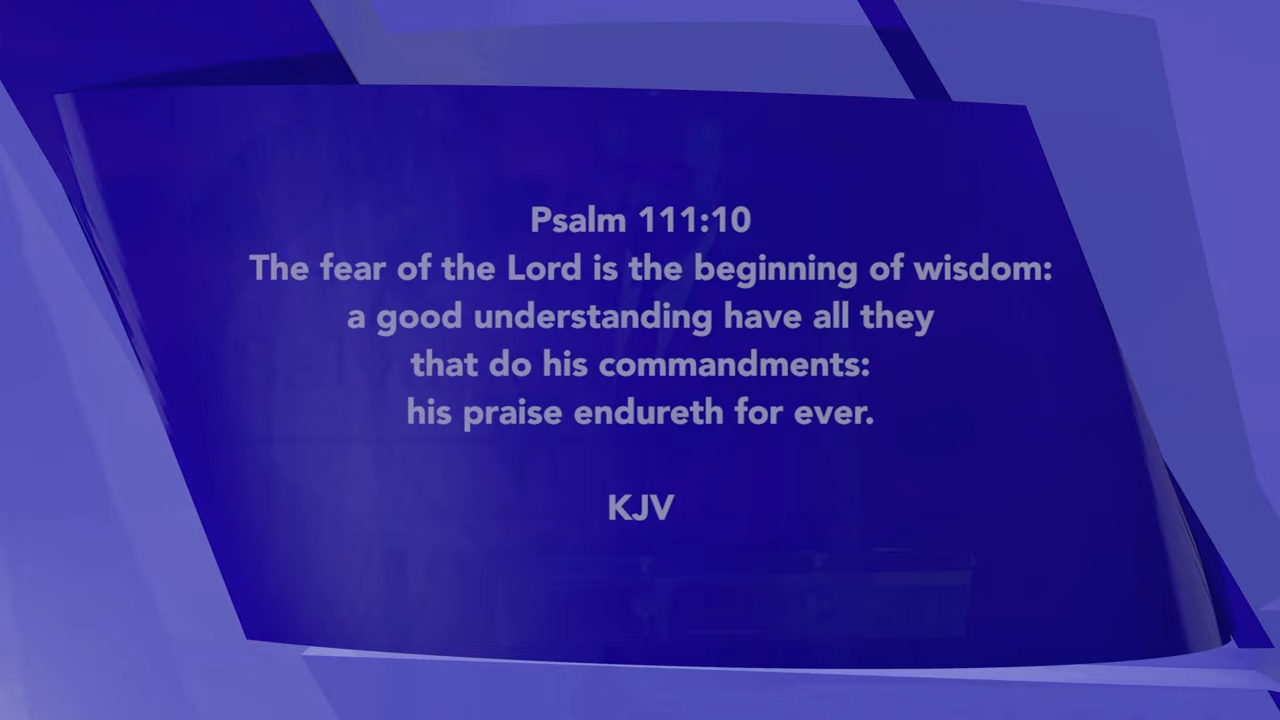 Psalm 111:10
The fear of the Lord is the beginning of wisdom:
a good understanding have all they
that do his commandments:
his praise endureth for ever.
KJV